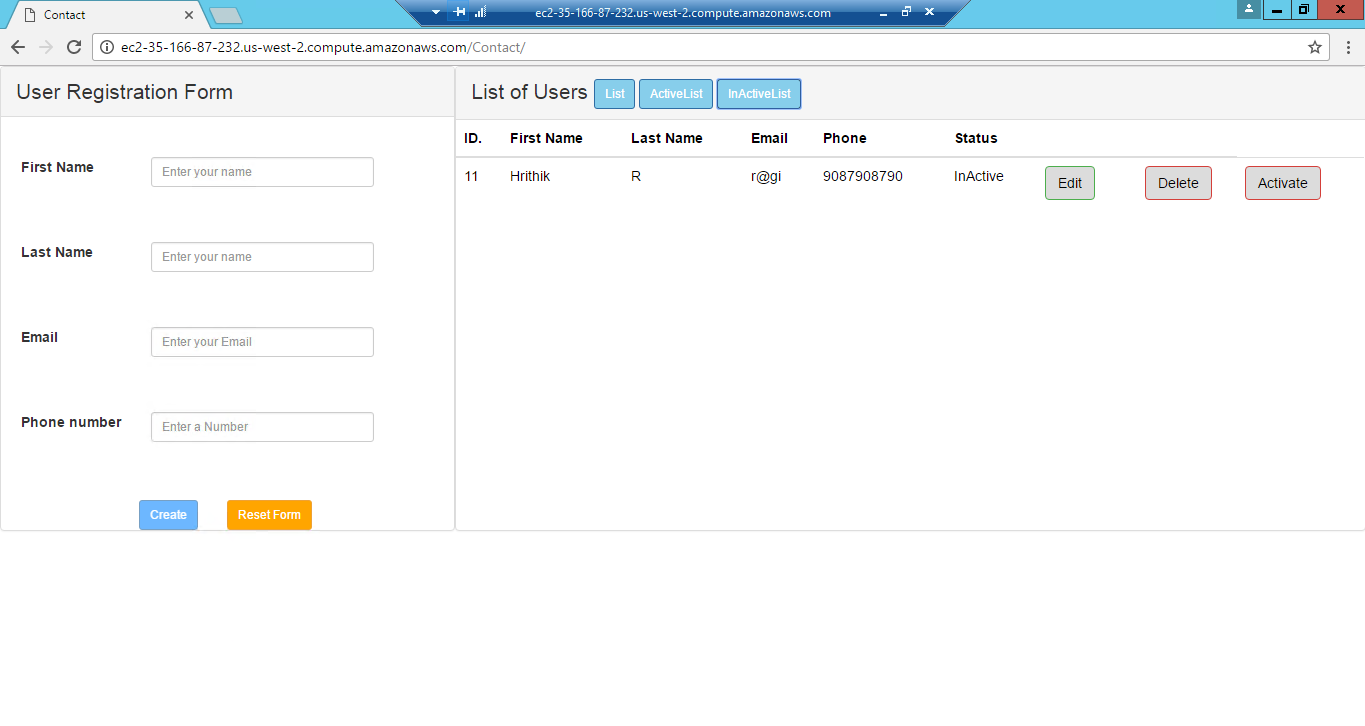 Contact
ec2-35-166-87-232.us-west-2.compute.amazonaws.com
ec2-35-166-87-232.us-west-2.compute.amazonaws.com/Contact/
User Registration Form
First Name Enter your name
Last Name Enter your name
Email Enter your Email
Phone number Enter a Number
Create Reset Form
List of Users List ActiveList InActiveList
ID. First Name Last Name Email Phone Status
11 Hrithik R r@gi 9087908790 InActive Edit Delete Activate